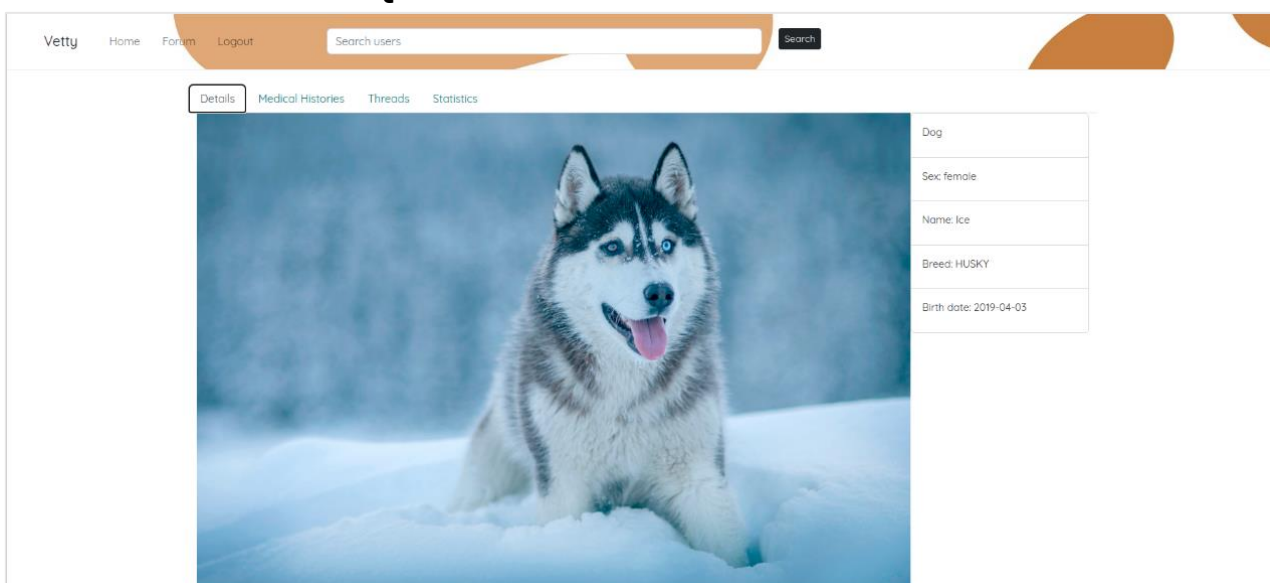 Vetty Home Forum Logout Search users Search
Details Medical Histories Threads Statistics
Dog
Sex: female
Name: Ice
Breed: HUSKY
Birth date: 2019-04-03